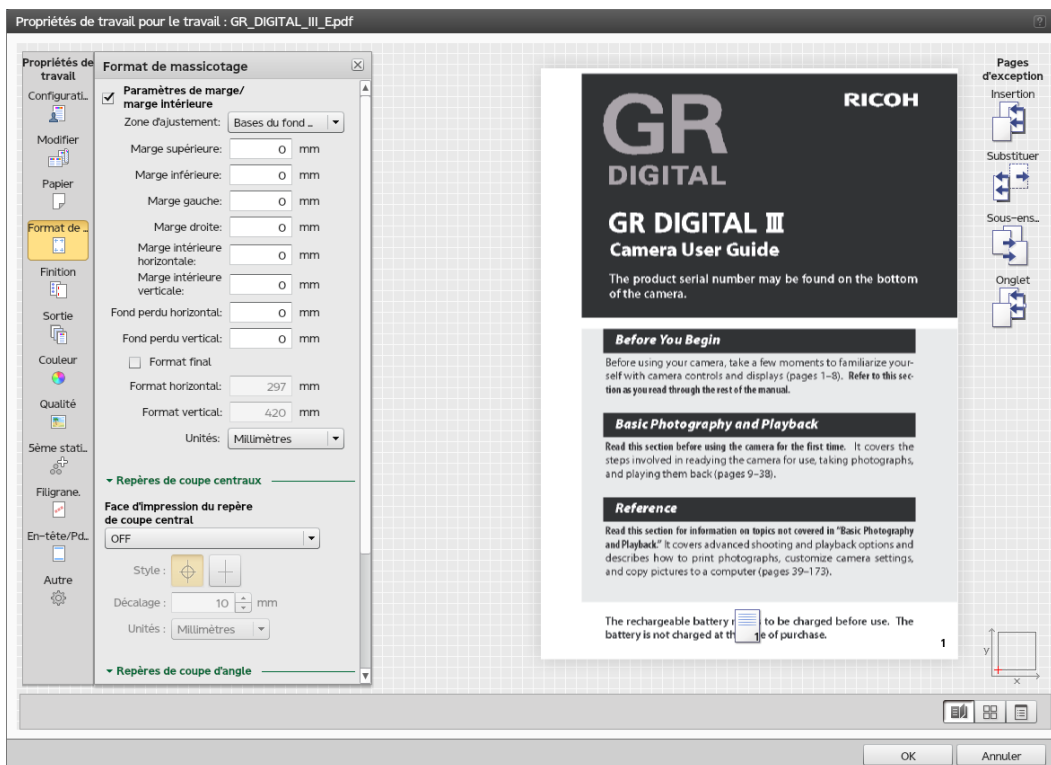 Propriétés de travail pour le travail : GR_DIGITAL_III_E.pdf
?
Propriétés de
travail
Configurati...
Modifier
Papier
Format de ...
Finition
Sortie
Couleur
Qualité
5ème stati...
Filigrane.
En-tête/Pd...
Autre
Format de massicotage
Paramètres de marge/
marge intérieure
Zone d'ajustement: Bases du fond ...
Marge supérieure: 0 mm
Marge inférieure: 0 mm
Marge gauche: 0 mm
Marge droite: 0 mm
Marge intérieure
horizontale: 0 mm
Marge intérieure
verticale: 0 mm
Fond perdu horizontal: 0 mm
Fond perdu vertical: 0 mm
Format final
Format horizontal: 297 mm
Format vertical: 420 mm
Unités: Millimètres
Repères de coupe centraux
Face d'impression du repère
de coupe central
OFF
Style :
Décalage : 10 mm
Unités : Millimètres
Repères de coupe d'angle
RICOH
GR
DIGITAL
GR DIGITAL III
Camera User Guide
The product serial number may be found on the bottom
of the camera.
Before You Begin
Before using your camera, take a few moments to familiarize your-
self with camera controls and displays (pages 1–8). Refer to this sec-
tion as you read through the rest of the manual.
Basic Photography and Playback
Read this section before using the camera for the first time. It covers the
steps involved in readying the camera for use, taking photographs,
and playing them back (pages 9–38).
Reference
Read this section for information on topics not covered in "Basic Photography
and Playback." It covers advanced shooting and playback options and
describes how to print photographs, customize camera settings,
and copy pictures to a computer (pages 39–173).
The rechargeable battery to be charged before use. The
battery is not charged at of purchase.
1
1
Pages
d'exception
Insertion
Substituer
Sous-ens...
Onglet
y
x
OK
Annuler